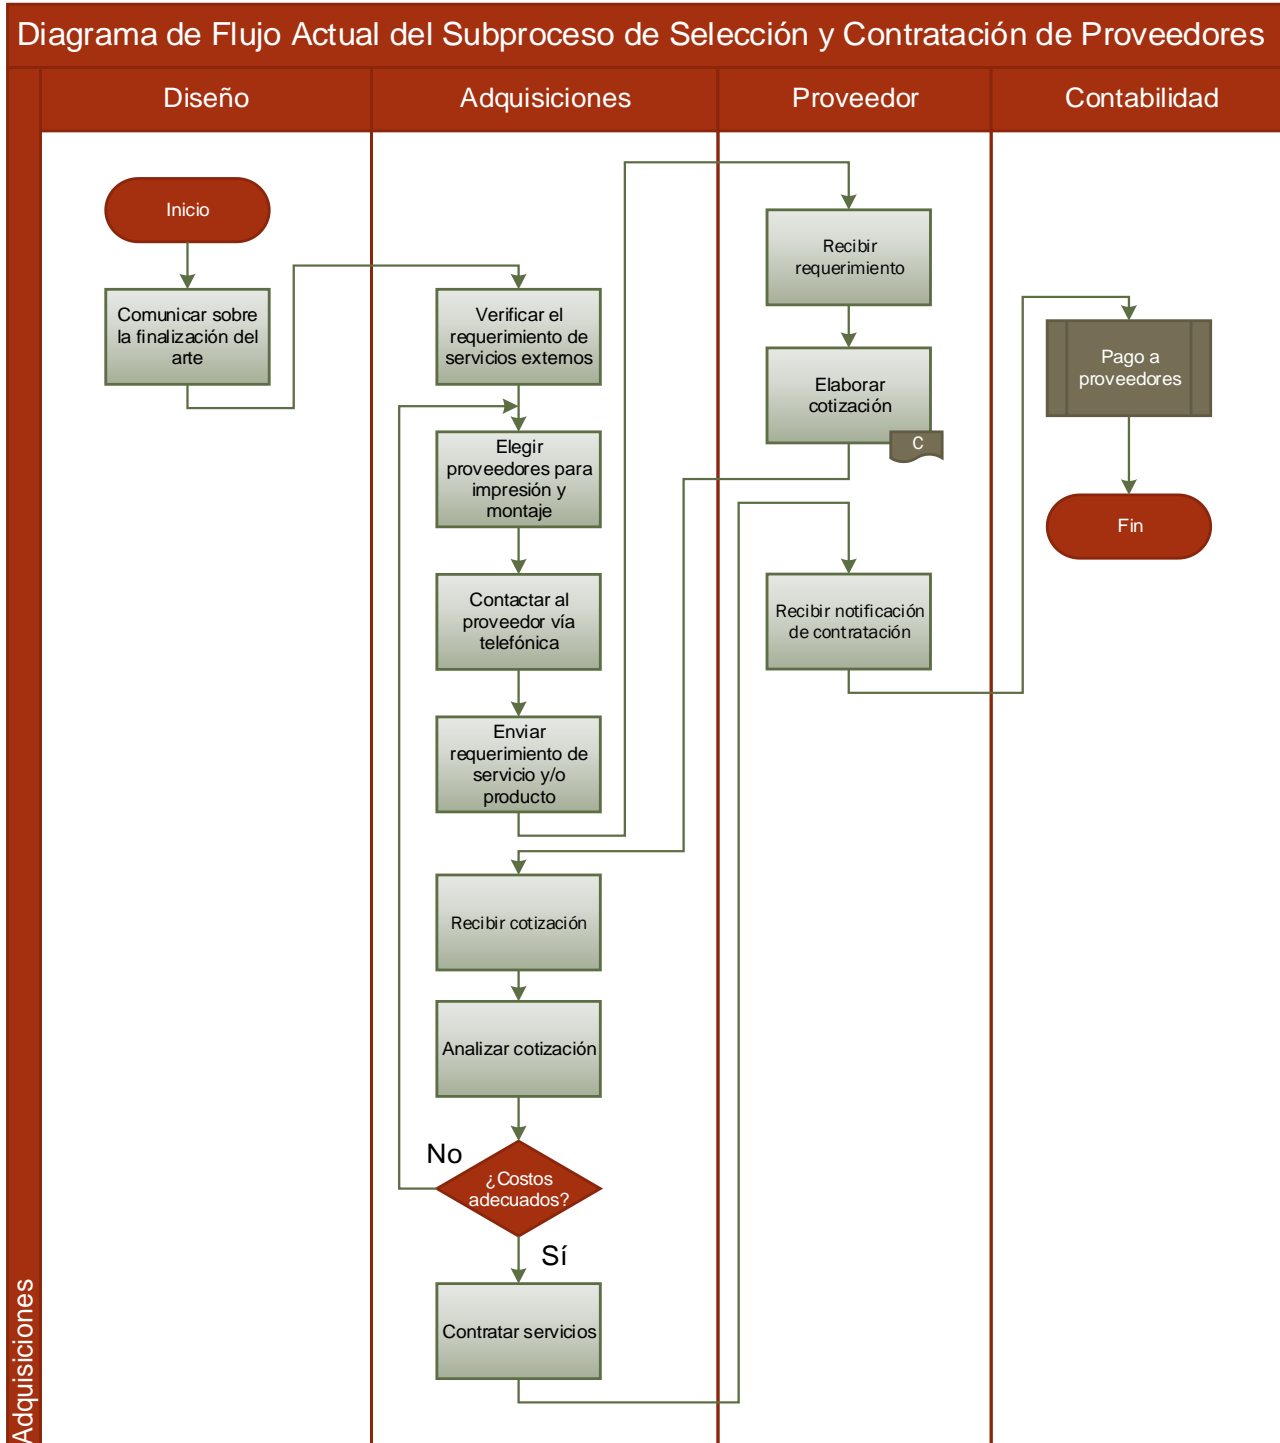 Diagrama de Flujo Actual del Subproceso de Selección y Contratación de Proveedores
Diseño
Adquisiciones
Proveedor
Contabilidad
Adquisiciones
Inicio
Comunicar sobre
la finalización del
arte
Verificar el
requerimiento de
servicios externos
Elegir
proveedores para
impresión y
montaje
Contactar al
proveedor vía
telefónica
Enviar
requerimiento de
servicio y/o
producto
Recibir
requerimiento
Elaborar
cotización
C
Recibir cotización
Analizar cotización
¿Costos
adecuados?
No
Sí
Contratar servicios
Recibir notificación
de contratación
Pago a
proveedores
Fin